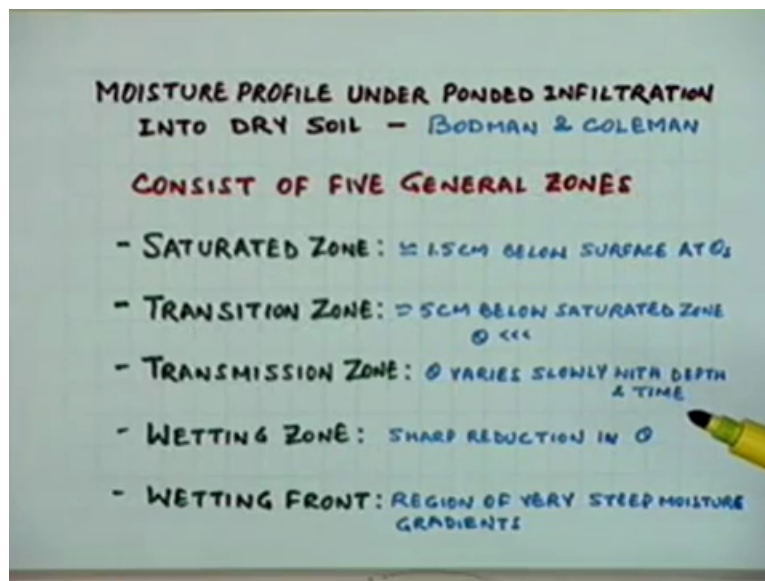 MOISTURE PROFILE UNDER PONDED INFILTRATION
INTO DRY SOIL – BODMAN & COLEMAN
CONSIST OF FIVE GENERAL ZONES
- SATURATED ZONE: ≃ 1.5CM BELOW SURFACE AT θs
- TRANSITION ZONE: ≃ 5CM BELOW SATURATED ZONE
θ <<<
- TRANSMISSION ZONE: θ VARIES SLOWLY WITH DEPTH
& TIME
- WETTING ZONE: SHARP REDUCTION IN θ
- WETTING FRONT: REGION OF VERY STEEP MOISTURE
GRADIENTS